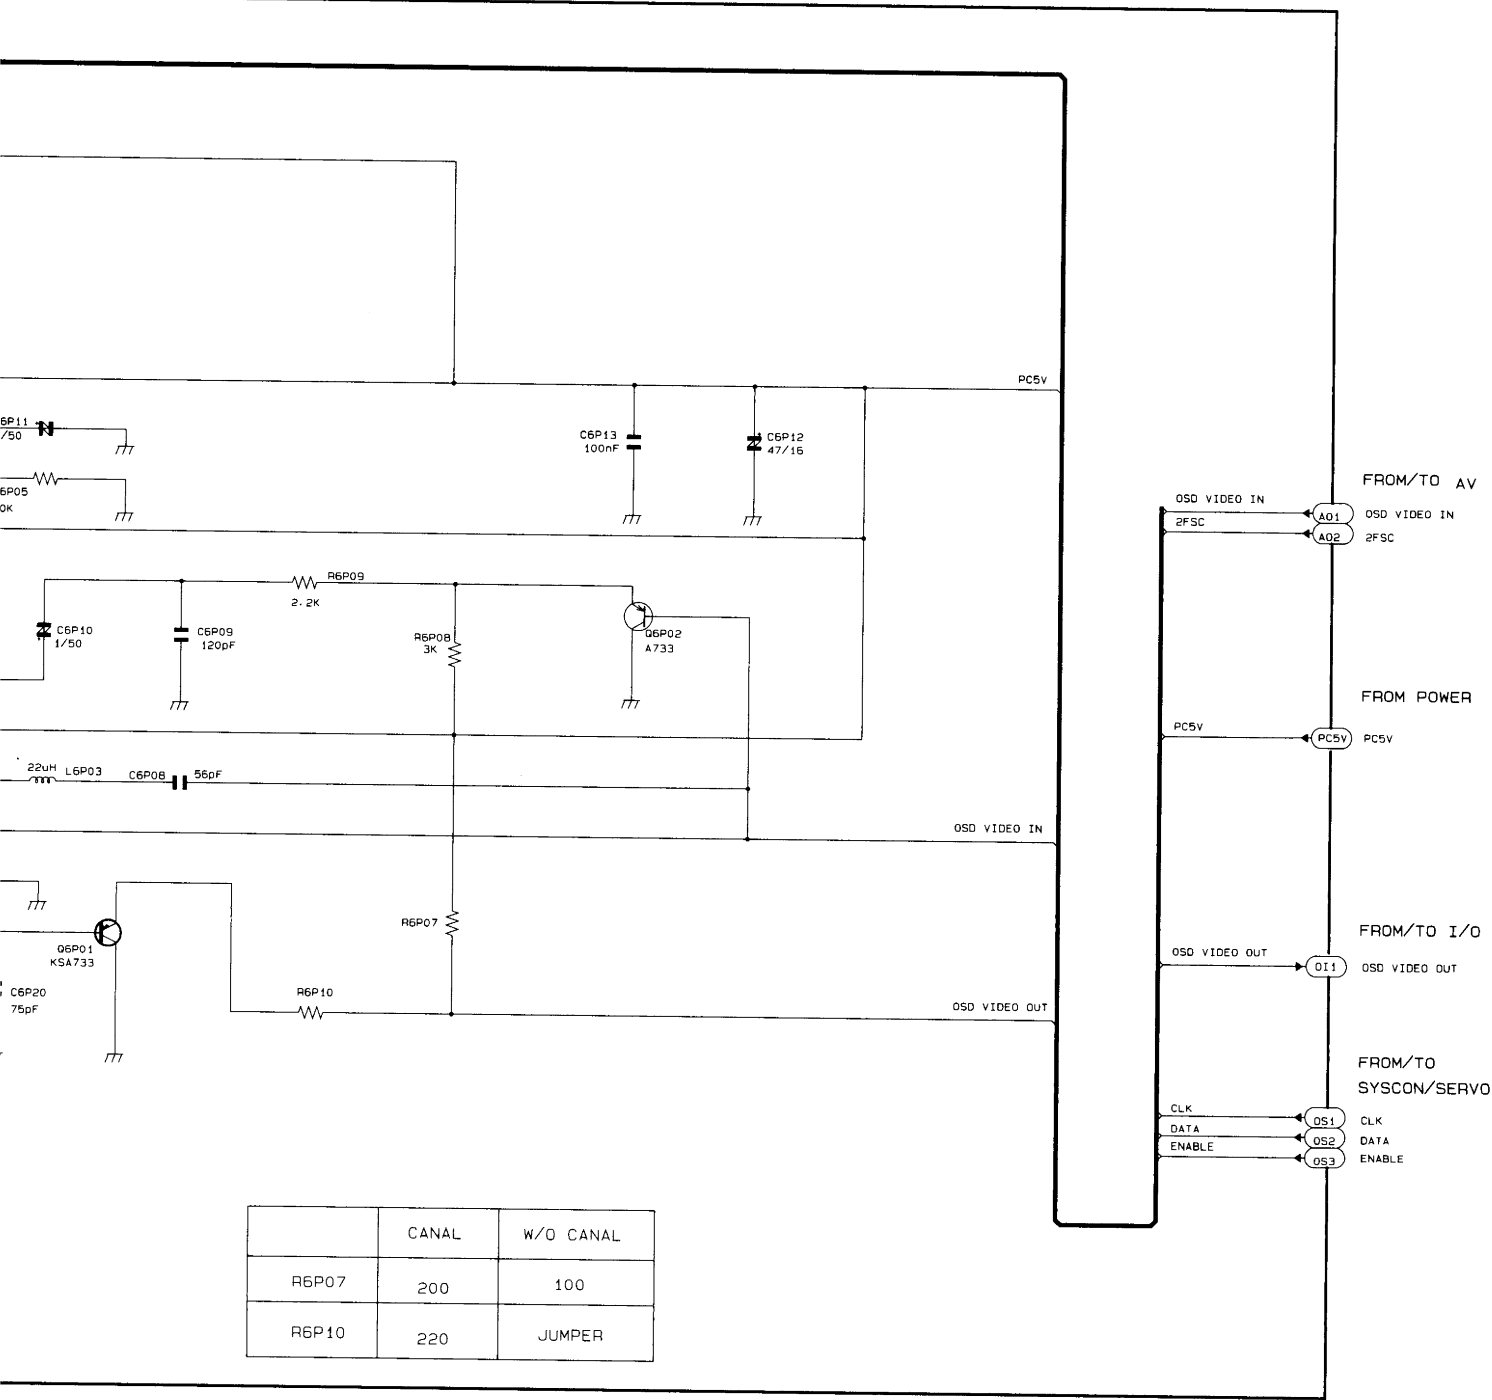 PC5V
6P11
/50
C6P13
100nF
C6P12
47/16
6P05
0K
FROM/TO AV
OSD VIDEO IN
2FSC
A01
OSD VIDEO IN
A02
2FSC
R6P09
2.2K
C6P10
1/50
C6P09
120pF
R6P08
3K
Q6P02
A733
FROM POWER
PC5V
PC5V
PC5V
22uH
L6P03
C6P08
56pF
OSD VIDEO IN
R6P07
Q6P01
KSA733
FROM/TO I/O
OSD VIDEO OUT
OI1
OSD VIDEO OUT
C6P20
75pF
R6P10
OSD VIDEO OUT
FROM/TO
SYSCON/SERVO
CLK
OS1
CLK
DATA
OS2
DATA
ENABLE
OS3
ENABLE
CANAL W/O CANAL
R6P07 200 100
R6P10 220 JUMPER